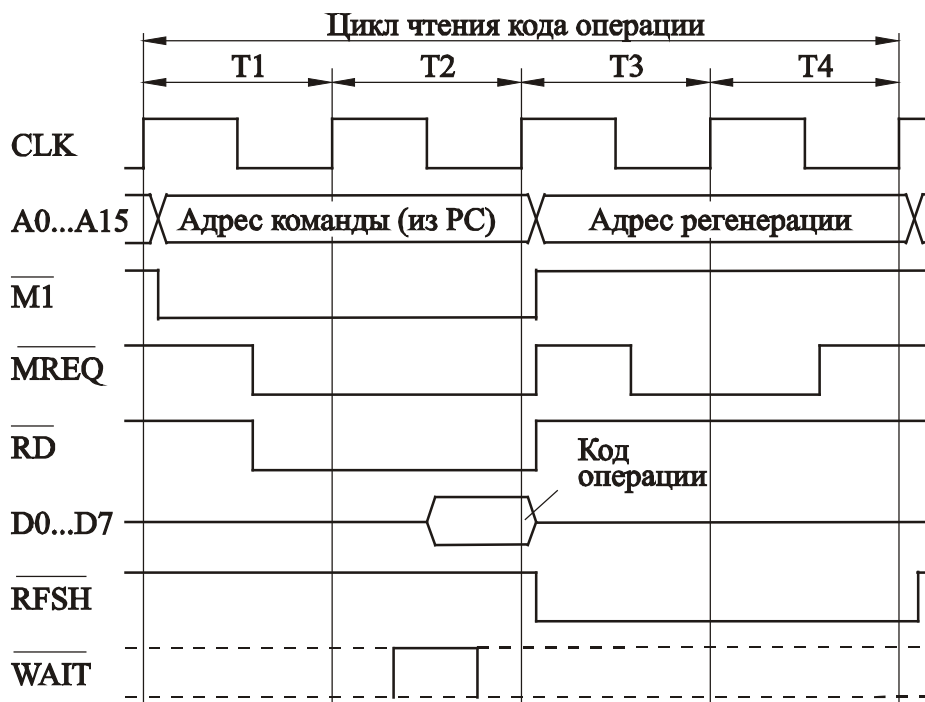 Цикл чтения кода операции
T1 T2 T3 T4
CLK
A0...A15 Адрес команды (из PC) Адрес регенерации
M1
MREQ
RD
Код
операции
D0...D7
RFSH
WAIT